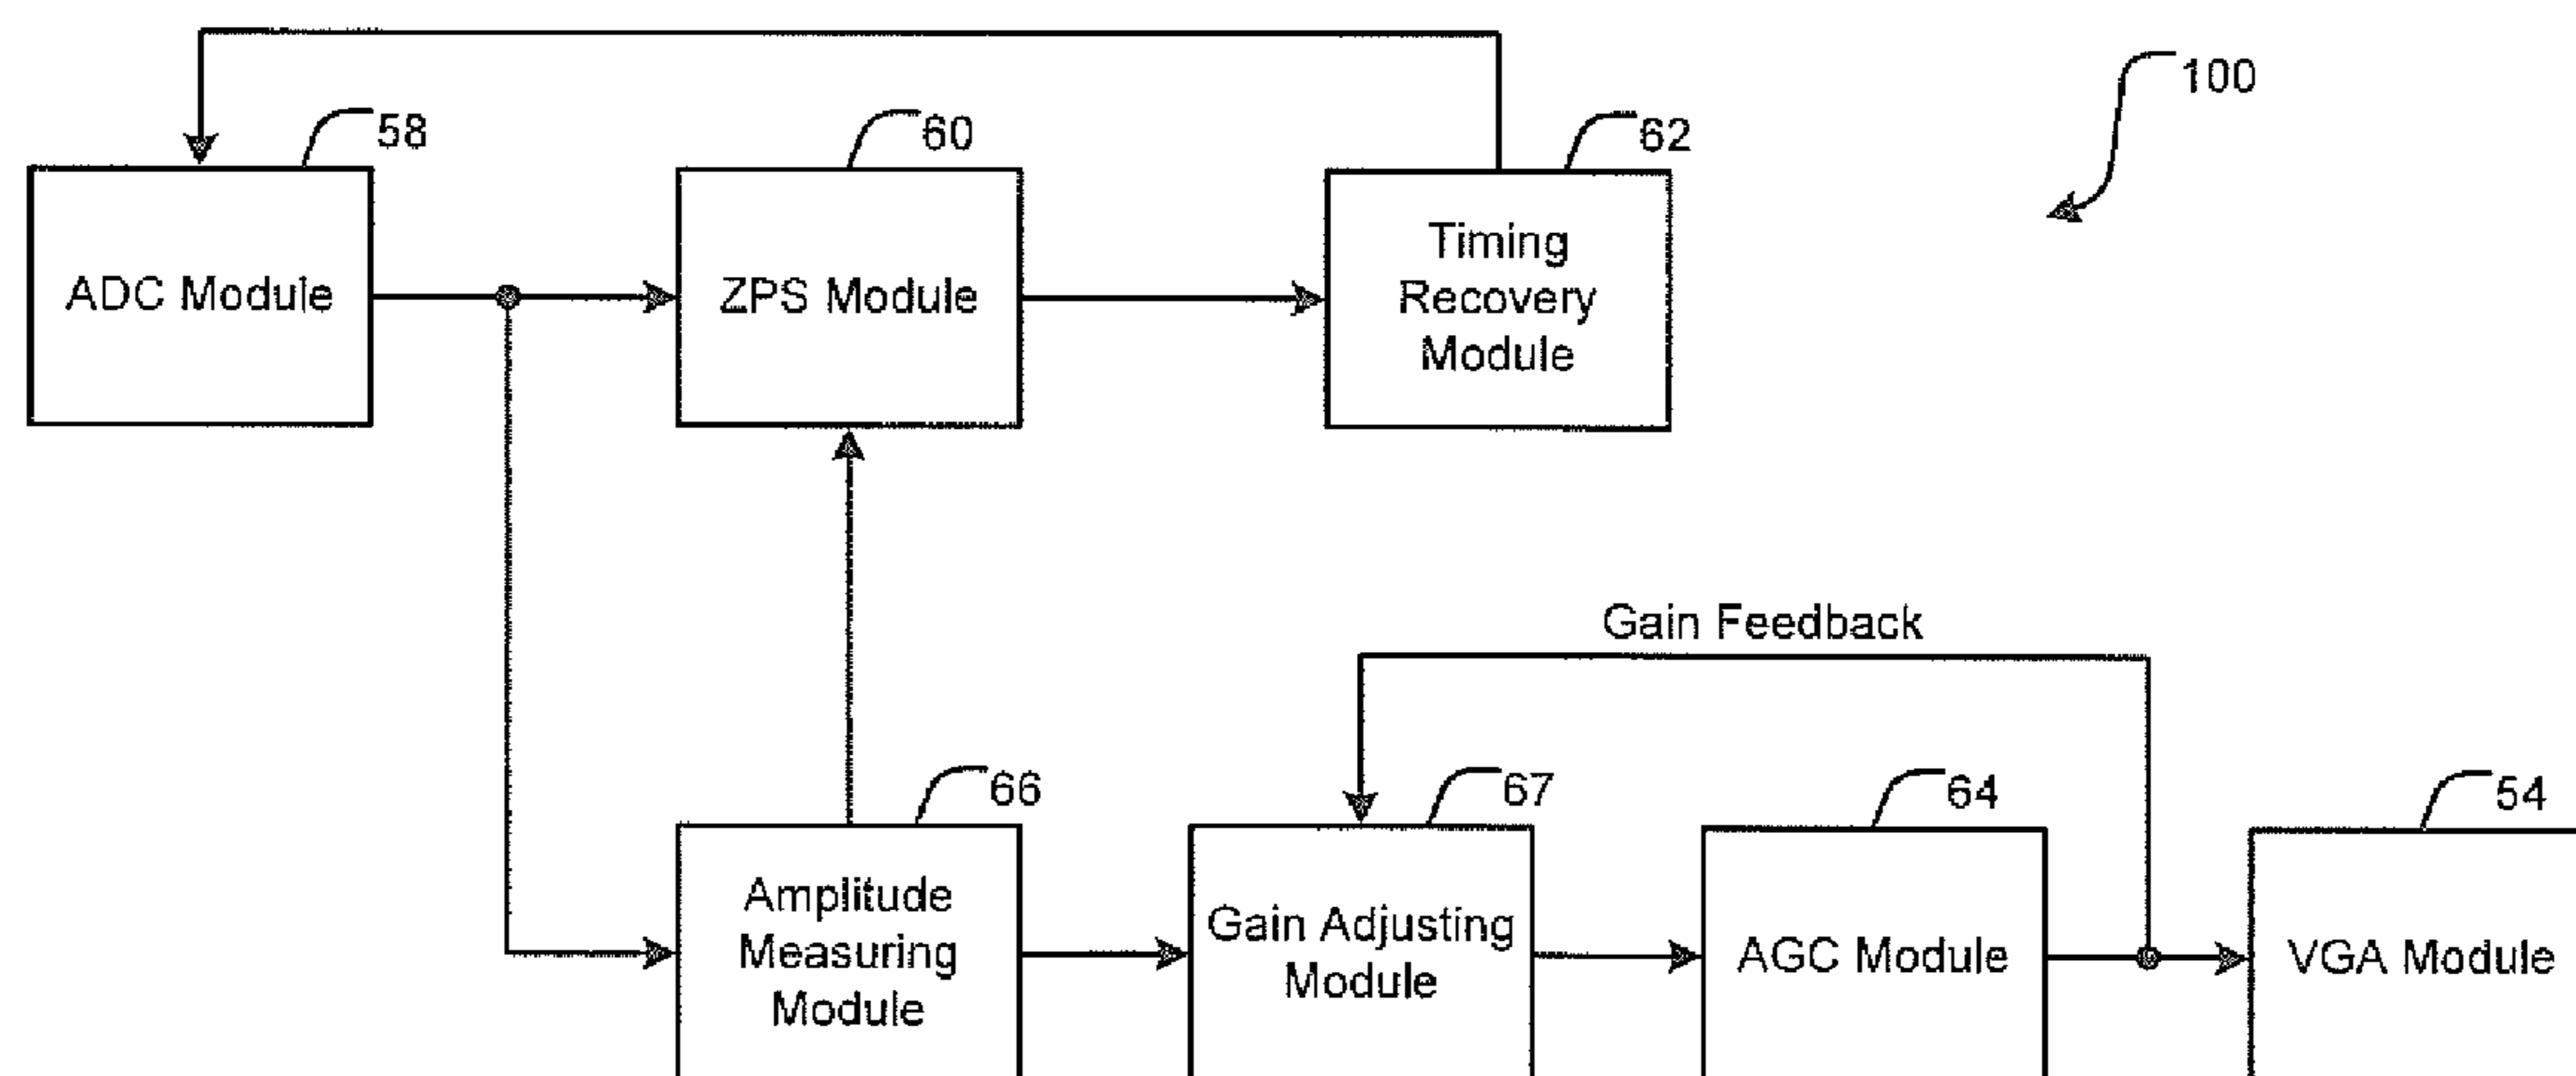 100
58
60
62
ADC Module
ZPS Module
Timing
Recovery
Module
Gain Feedback
66
67
64
54
Amplitude
Measuring
Module
Gain Adjusting
Module
AGC Module
VGA Module